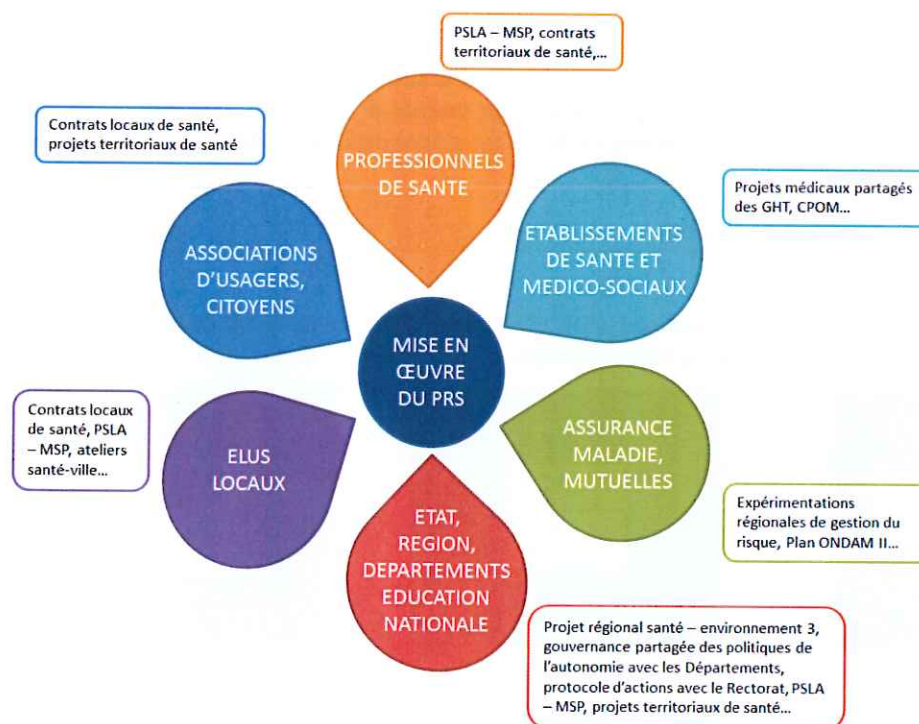 PSLA – MSP, contrats
territoriaux de santé,...
PROFESSIONNELS
DE SANTE
Contrats locaux de santé,
projets territoriaux de santé
ASSOCIATIONS
D'USAGERS,
CITOYENS
Projets médicaux partagés
des GHT, CPOM...
ETABLISSEMENTS
DE SANTE ET
MEDICO-SOCIAUX
MISE EN
ŒUVRE
DU PRS
Contrats locaux
de santé, PSLA
– MSP, ateliers
santé-ville...
ELUS
LOCAUX
ASSURANCE
MALADIE,
MUTUELLES
Expérimentations
régionales de gestion du
risque, Plan ONDAM II...
ETAT,
REGION,
DEPARTEMENTS
EDUCATION
NATIONALE
Projet régional santé – environnement 3,
gouvernance partagée des politiques de
l'autonomie avec les Départements,
protocole d'actions avec le Rectorat, PSLA
– MSP, projets territoriaux de santé...